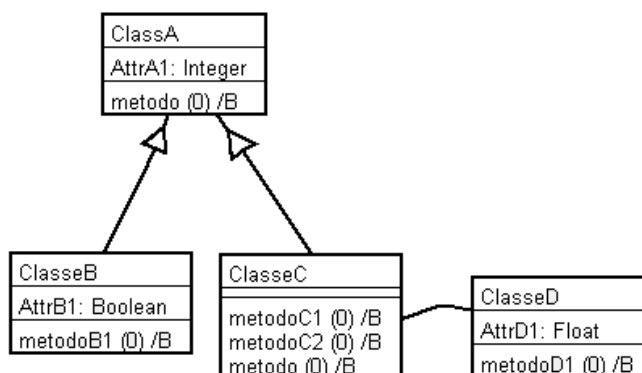 ClassA
AttrA1: Integer
metodo (0) /B
ClasseB
AttrB1: Boolean
metodoB1 (0) /B
ClasseC
metodoC1 (0) /B
metodoC2 (0) /B
metodo (0) /B
ClasseD
AttrD1: Float
metodoD1 (0) /B